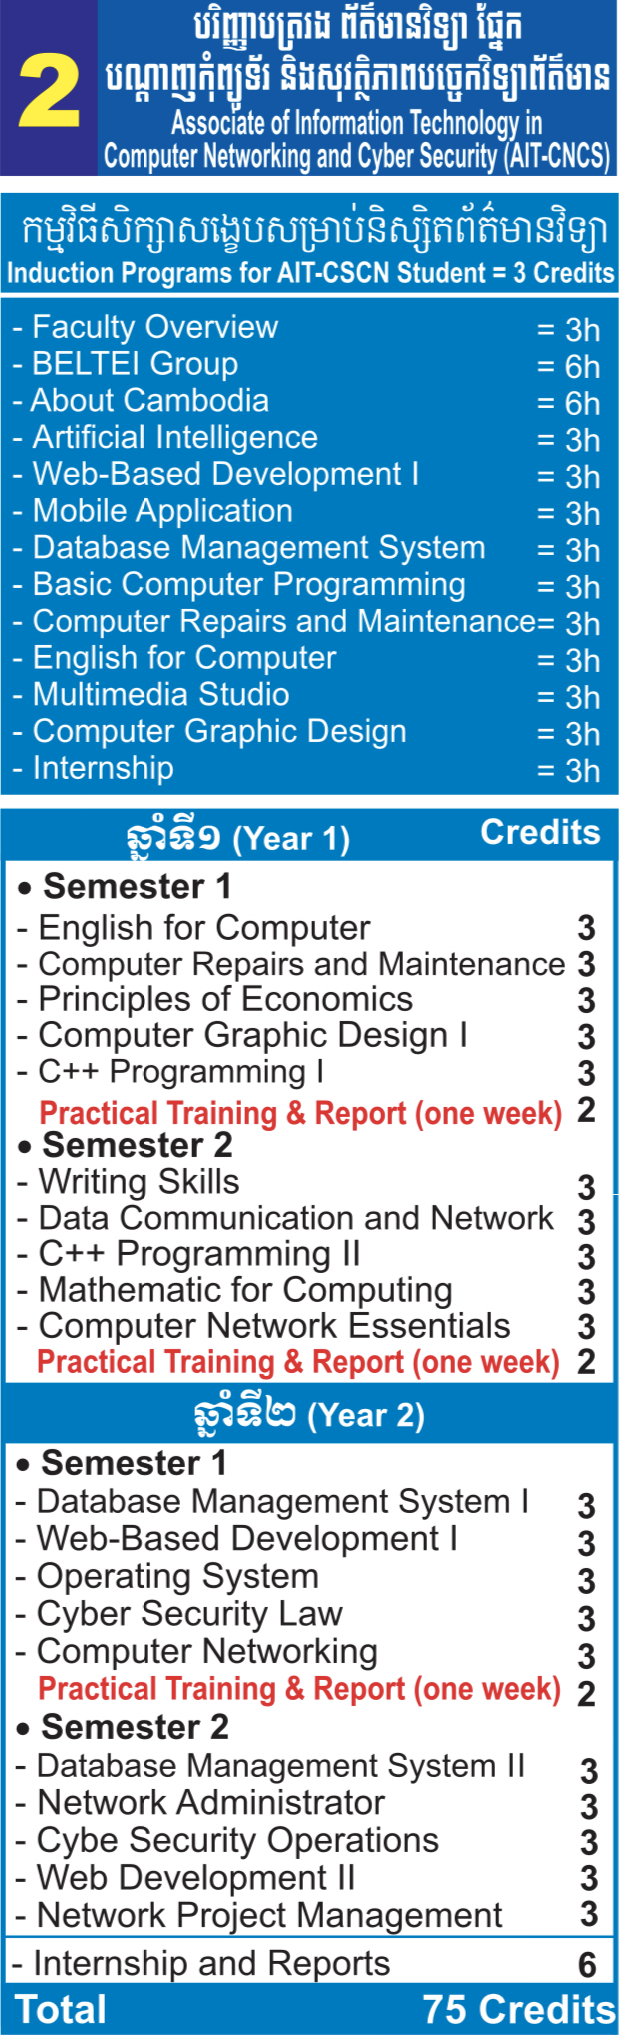 2
បរិញ្ញាបត្ររង ព័ត៌មានវិទ្យា ផ្នែក
បណ្តាញកុំព្យូទ័រ និងសុវត្ថិភាពបច្ចេកវិទ្យាព័ត៌មាន
Associate of Information Technology in
Computer Networking and Cyber Security (AIT-CNCS)
កម្មវិធីសិក្សាសង្ខេបសម្រាប់និស្សិតព័ត៌មានវិទ្យា
Induction Programs for AIT-CSCN Student = 3 Credits
- Faculty Overview = 3h
- BELTEI Group = 6h
- About Cambodia = 6h
- Artificial Intelligence = 3h
- Web-Based Development I = 3h
- Mobile Application = 3h
- Database Management System = 3h
- Basic Computer Programming = 3h
- Computer Repairs and Maintenance= 3h
- English for Computer = 3h
- Multimedia Studio = 3h
- Computer Graphic Design = 3h
- Internship = 3h
ឆ្នាំទី១ (Year 1) Credits
• Semester 1
- English for Computer 3
- Computer Repairs and Maintenance 3
- Principles of Economics 3
- Computer Graphic Design I 3
- C++ Programming I 3
Practical Training & Report (one week) 2
• Semester 2
- Writing Skills 3
- Data Communication and Network 3
- C++ Programming II 3
- Mathematic for Computing 3
- Computer Network Essentials 3
Practical Training & Report (one week) 2
ឆ្នាំទី២ (Year 2)
• Semester 1
- Database Management System I 3
- Web-Based Development I 3
- Operating System 3
- Cyber Security Law 3
- Computer Networking 3
Practical Training & Report (one week) 2
• Semester 2
- Database Management System II 3
- Network Administrator 3
- Cybe Security Operations 3
- Web Development II 3
- Network Project Management 3
- Internship and Reports 6
Total 75 Credits